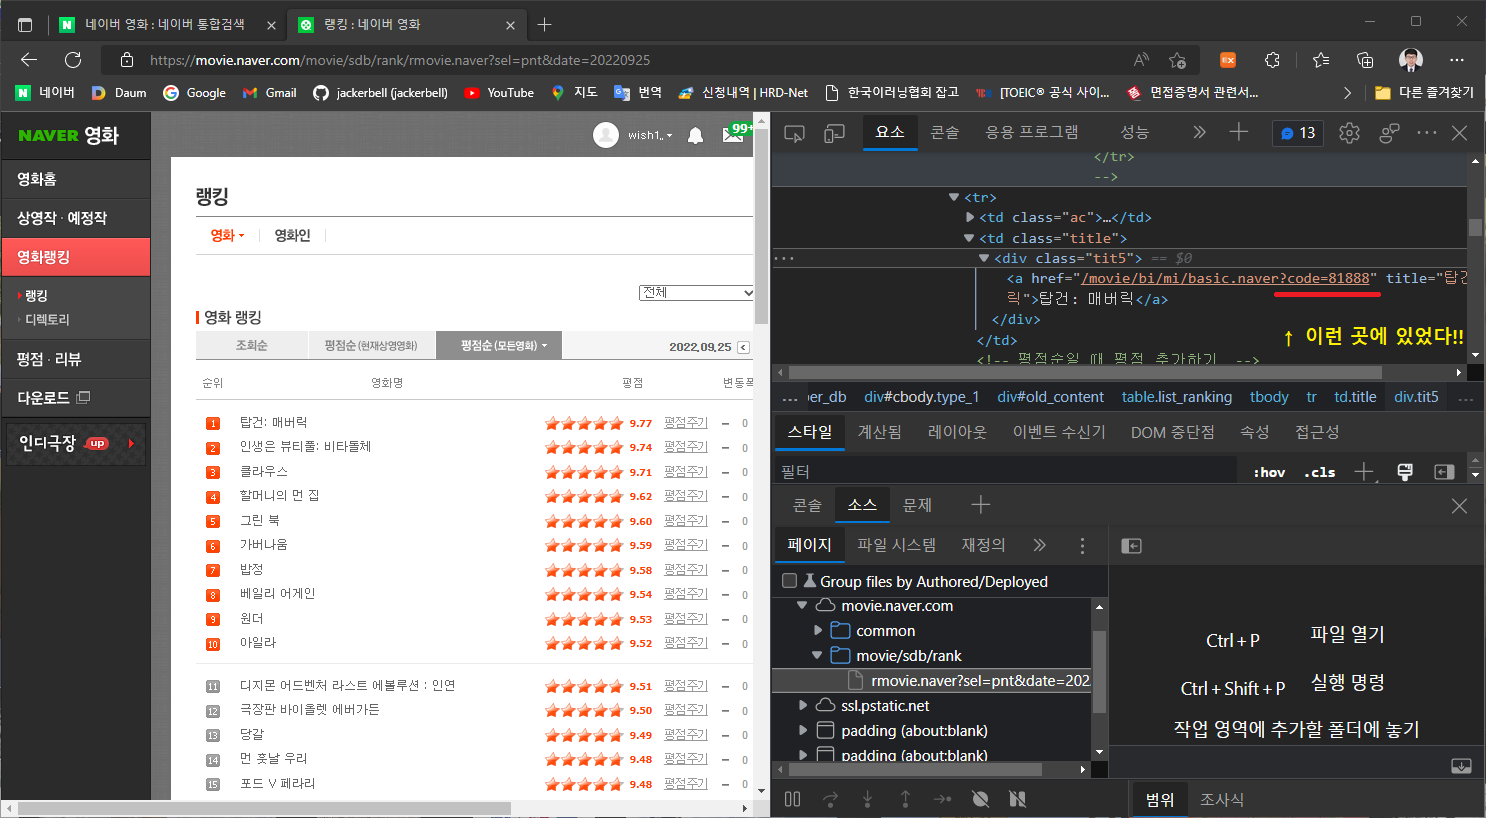 네이버 영화 : 네이버 통합검색
랭킹 : 네이버 영화
https://movie.naver.com/movie/sdb/rank/rmovie.naver?sel=pnt&date=20220925
네이버 Daum Google Gmail jackerbell (jackerbell) YouTube 지도 번역 신청내역 | HRD-Net 한국이러닝협회 잡고 [TOEIC® 공식 사이... 면접증명서 관련서... 다른 즐겨찾기
NAVER 영화
영화홈
상영작·예정작
영화랭킹
랭킹
디렉토리
평점·리뷰
다운로드
인디극장 up
wish1.. 99+
랭킹
영화 영화인
전체
영화 랭킹
조회순 평점순 (현재상영영화) 평점순 (모든영화) 2022.09.25
순위 영화명 평점 변동폭
1 탑건: 매버릭 9.77 평점주기 0
2 인생은 뷰티풀: 비타돌체 9.74 평점주기 0
3 클라우스 9.71 평점주기 0
4 할머니의 먼 집 9.62 평점주기 0
5 그린 북 9.60 평점주기 0
6 가버나움 9.59 평점주기 0
7 밥정 9.58 평점주기 0
8 베일리 어게인 9.54 평점주기 0
9 원더 9.53 평점주기 0
10 아일라 9.52 평점주기 0
11 디지몬 어드벤처 라스트 에볼루션 : 인연 9.51 평점주기 0
12 극장판 바이올렛 에버가든 9.50 평점주기 0
13 당갈 9.49 평점주기 0
14 먼 훗날 우리 9.48 평점주기 0
15 포드 V 페라리 9.48 평점주기 0
요소 콘솔 응용 프로그램 성능 13
</tr>
-->
<tr>
<td class="ac">…</td>
<td class="title">
<div class="tit5"> == $0
<a href="/movie/bi/mi/basic.naver?code=81888" title="탑건
릭">탑건: 매버릭</a>
</div>
</td>
↑ 이런 곳에 있었다!!
<!-- 평점순일 때 평점 추가하기 -->
... per_db div#cbody.type_1 div#old_content table.list_ranking tbody tr td.title div.tit5 ...
스타일 계산됨 레이아웃 이벤트 수신기 DOM 중단점 속성 접근성
필터 :hov .cls
콘솔 소스 문제
페이지 파일 시스템 재정의
Group files by Authored/Deployed
movie.naver.com
common
movie/sdb/rank
rmovie.naver?sel=pnt&date=202
ssl.pstatic.net
padding (about:blank)
padding (about:blank)
Ctrl + P 파일 열기
Ctrl + Shift + P 실행 명령
작업 영역에 추가할 폴더에 놓기
범위 조사식